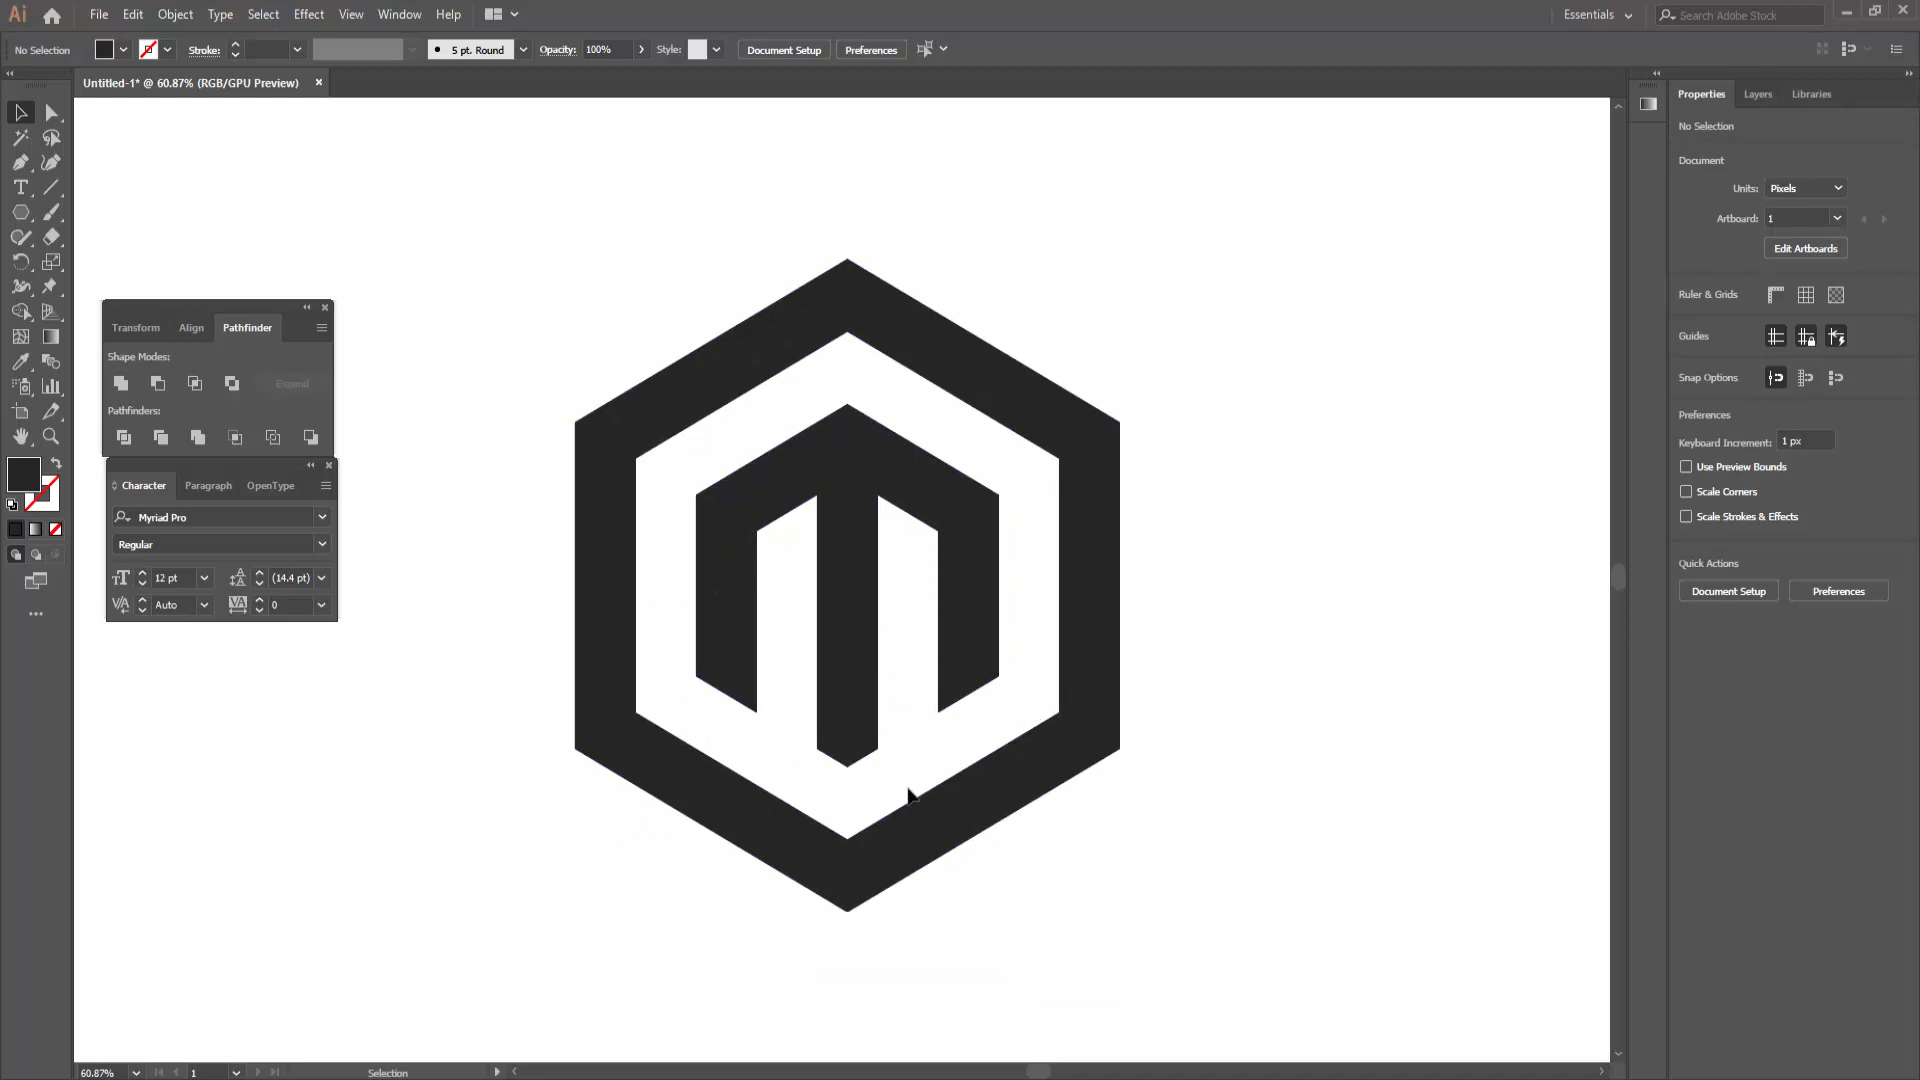 Ai File Edit Object Type Select Effect View Window Help Essentials Search Adobe Stock
No Selection Stroke: 5 pt. Round Opacity: 100% Style: Document Setup Preferences
Untitled-1* @ 60.87% (RGB/GPU Preview)
Transform Align Pathfinder
Shape Modes:
Expand
Pathfinders:
Character Paragraph OpenType
Myriad Pro
Regular
12 pt (14.4 pt)
Auto 0
Properties Layers Libraries
No Selection
Document
Units: Pixels
Artboard: 1
Edit Artboards
Ruler & Grids
Guides
Snap Options
Preferences
Keyboard Increment: 1 px
Use Preview Bounds
Scale Corners
Scale Strokes & Effects
Quick Actions
Document Setup Preferences
60.87% 1 Selection